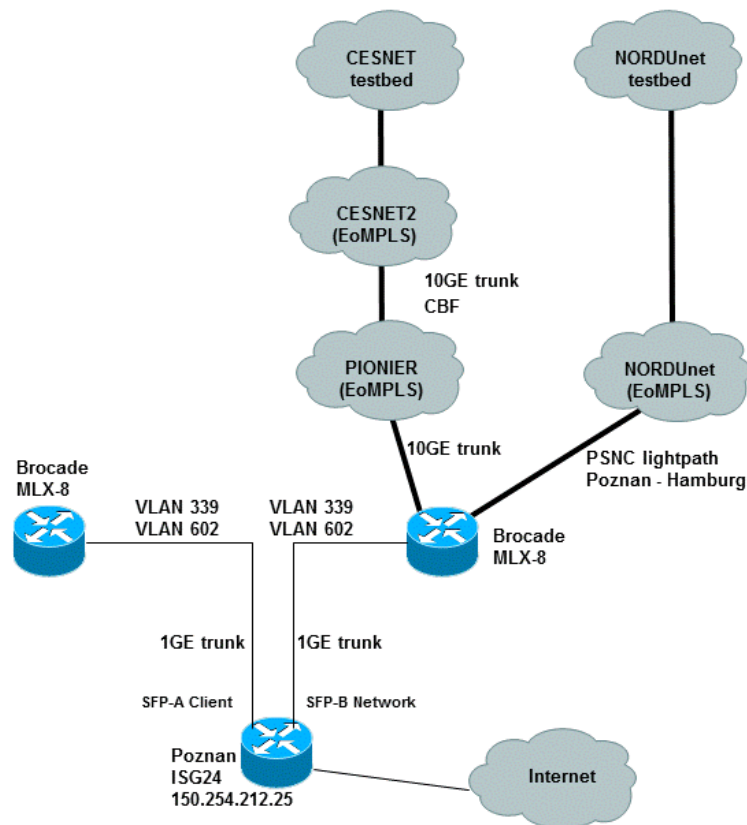 CESNET
testbed
NORDUnet
testbed
CESNET2
(EoMPLS)
10GE trunk
CBF
PIONIER
(EoMPLS)
NORDUnet
(EoMPLS)
10GE trunk
PSNC lightpath
Poznan - Hamburg
Brocade
MLX-8
VLAN 339
VLAN 602
VLAN 339
VLAN 602
Brocade
MLX-8
1GE trunk
1GE trunk
SFP-A Client
SFP-B Network
Poznan
ISG24
150.254.212.25
Internet